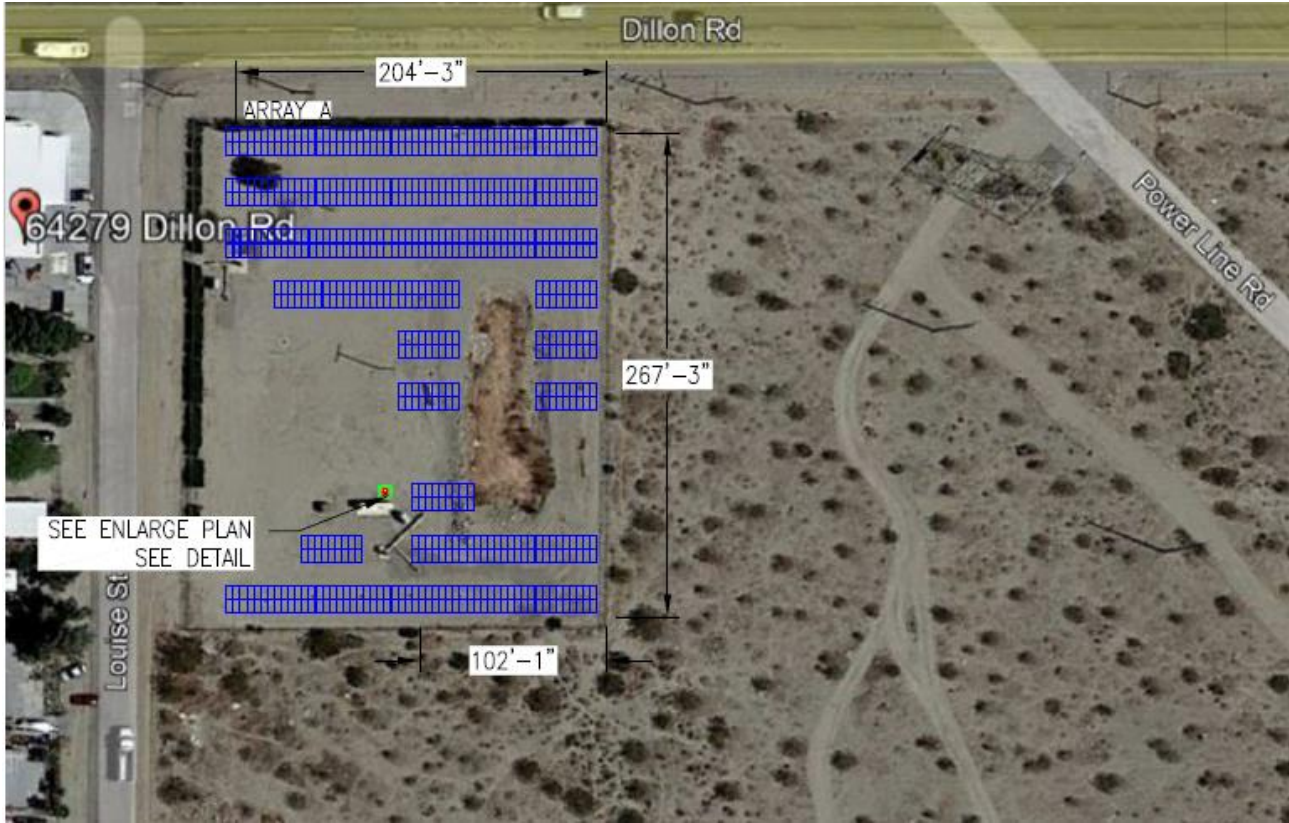 Dillon Rd
204'-3"
ARRAY A
64279 Dillon Rd
Power Line Rd
267'-3"
SEE ENLARGE PLAN
SEE DETAIL
Louise St
102'-1"